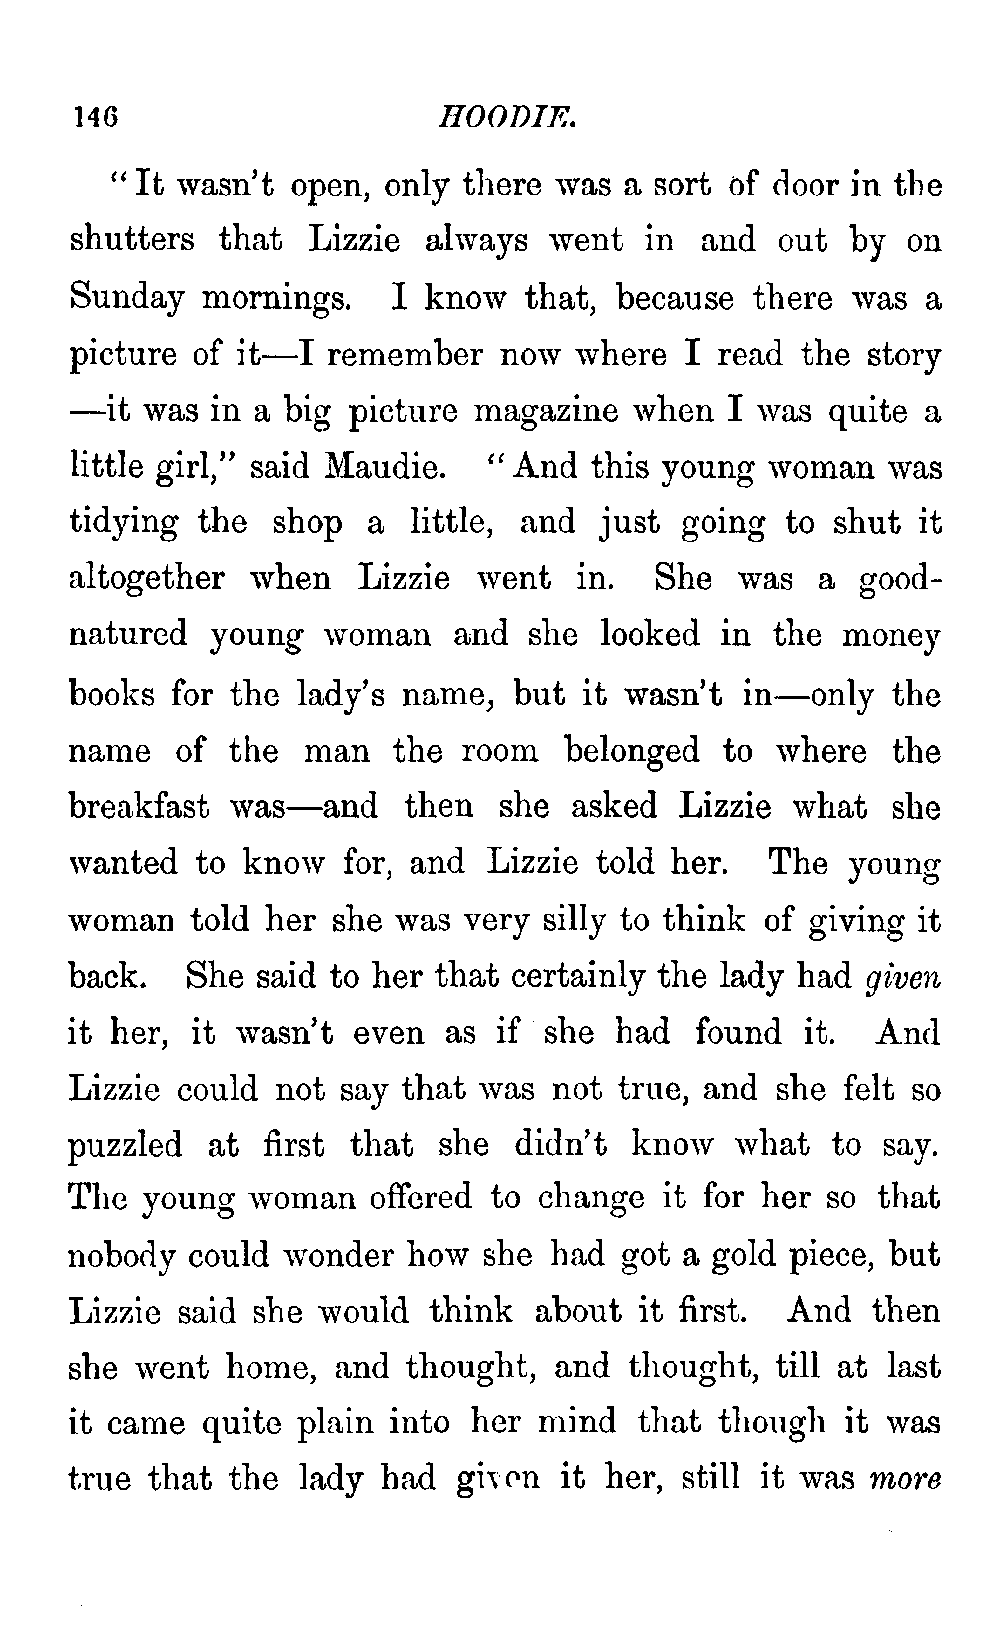 146 HOODIE.
"It wasn't open, only there was a sort of door in the
shutters that Lizzie always went in and out by on
Sunday mornings. I know that, because there was a
picture of it—I remember now where I read the story
—it was in a big picture magazine when I was quite a
little girl," said Maudie. "And this young woman was
tidying the shop a little, and just going to shut it
altogether when Lizzie went in. She was a good-
natured young woman and she looked in the money
books for the lady's name, but it wasn't in—only the
name of the man the room belonged to where the
breakfast was—and then she asked Lizzie what she
wanted to know for, and Lizzie told her. The young
woman told her she was very silly to think of giving it
back. She said to her that certainly the lady had given
it her, it wasn't even as if she had found it. And
Lizzie could not say that was not true, and she felt so
puzzled at first that she didn't know what to say.
The young woman offered to change it for her so that
nobody could wonder how she had got a gold piece, but
Lizzie said she would think about it first. And then
she went home, and thought, and thought, till at last
it came quite plain into her mind that though it was
true that the lady had given it her, still it was more